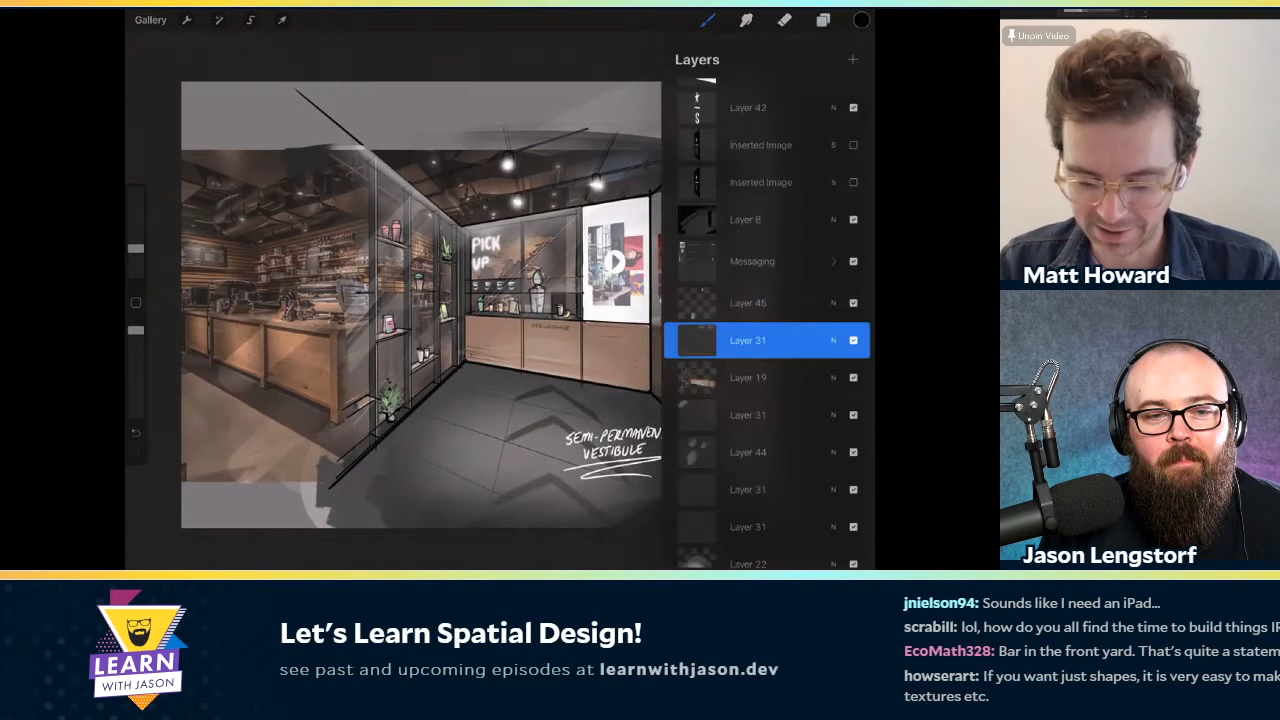 Gallery
Layers
Layer 42
N
Inserted Image
S
Inserted Image
S
Layer 8
N
Messaging
Layer 45
N
Layer 31
N
Layer 19
N
Layer 31
N
Layer 44
N
Layer 31
N
Layer 31
N
Layer 22
N
PICK
UP
WELCOME
SEMI-PERMANEN
VESTIBULE
Unpin Video
Matt Howard
Jason Lengstorf
LEARN
WITH JASON
Let's Learn Spatial Design!
see past and upcoming episodes at learnwithjason.dev
jnielson94: Sounds like I need an iPad...
scrabill: lol, how do you all find the time to build things IR
EcoMath328: Bar in the front yard. That's quite a statem
howserart: If you want just shapes, it is very easy to mak
textures etc.